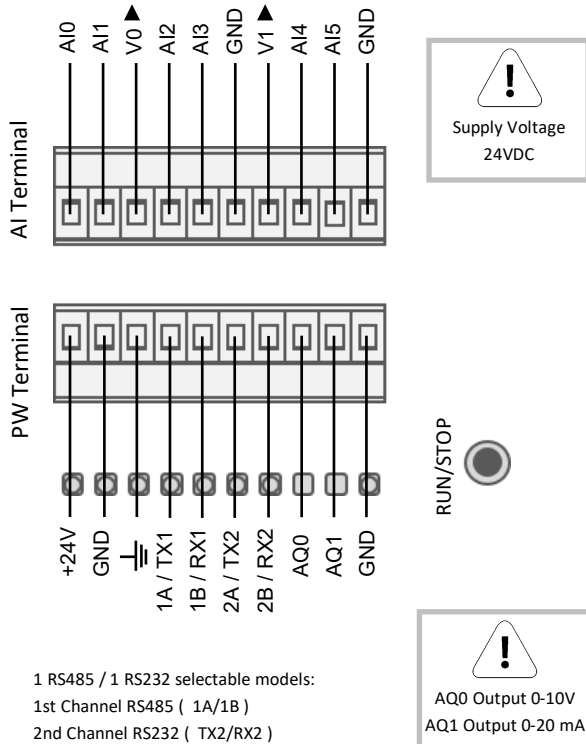 AI0
AI1
V0
AI2
AI3
GND
V1
AI4
AI5
GND
AI Terminal
Supply Voltage
24VDC
PW Terminal
RUN/STOP
+24V
GND
1A / TX1
1B / RX1
2A / TX2
2B / RX2
AQ0
AQ1
GND
1 RS485 / 1 RS232 selectable models:
1st Channel RS485 ( 1A/1B )
2nd Channel RS232 ( TX2/RX2 )
AQ0 Output 0-10V
AQ1 Output 0-20 mA